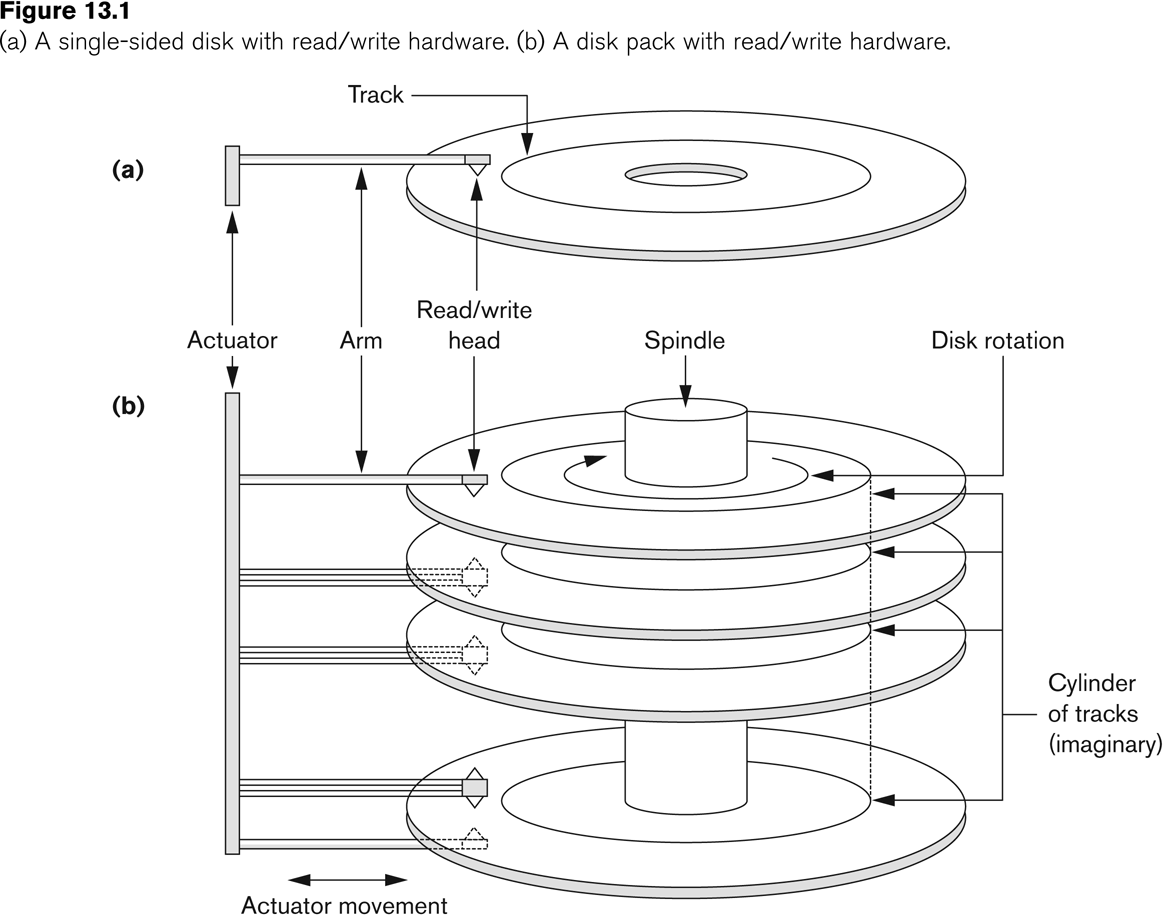 Figure 13.1
(a) A single-sided disk with read/write hardware. (b) A disk pack with read/write hardware.
Track
(a)
Read/write
head
Actuator
Arm
Spindle
Disk rotation
(b)
Cylinder
of tracks
(imaginary)
Actuator movement